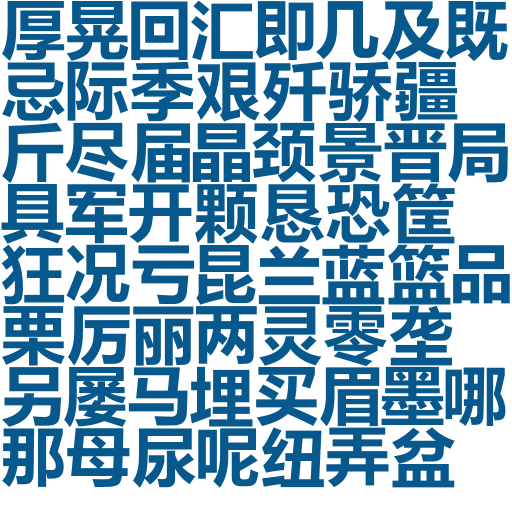 厚晃回汇即几及既
忌际季艰歼骄疆
斤尽届晶颈景晋局
具军开颗恳恐筐
狂况亏昆兰蓝篮品
栗厉丽两灵零垄
另屡马埋买眉墨哪
那母尿呢纽弄盆